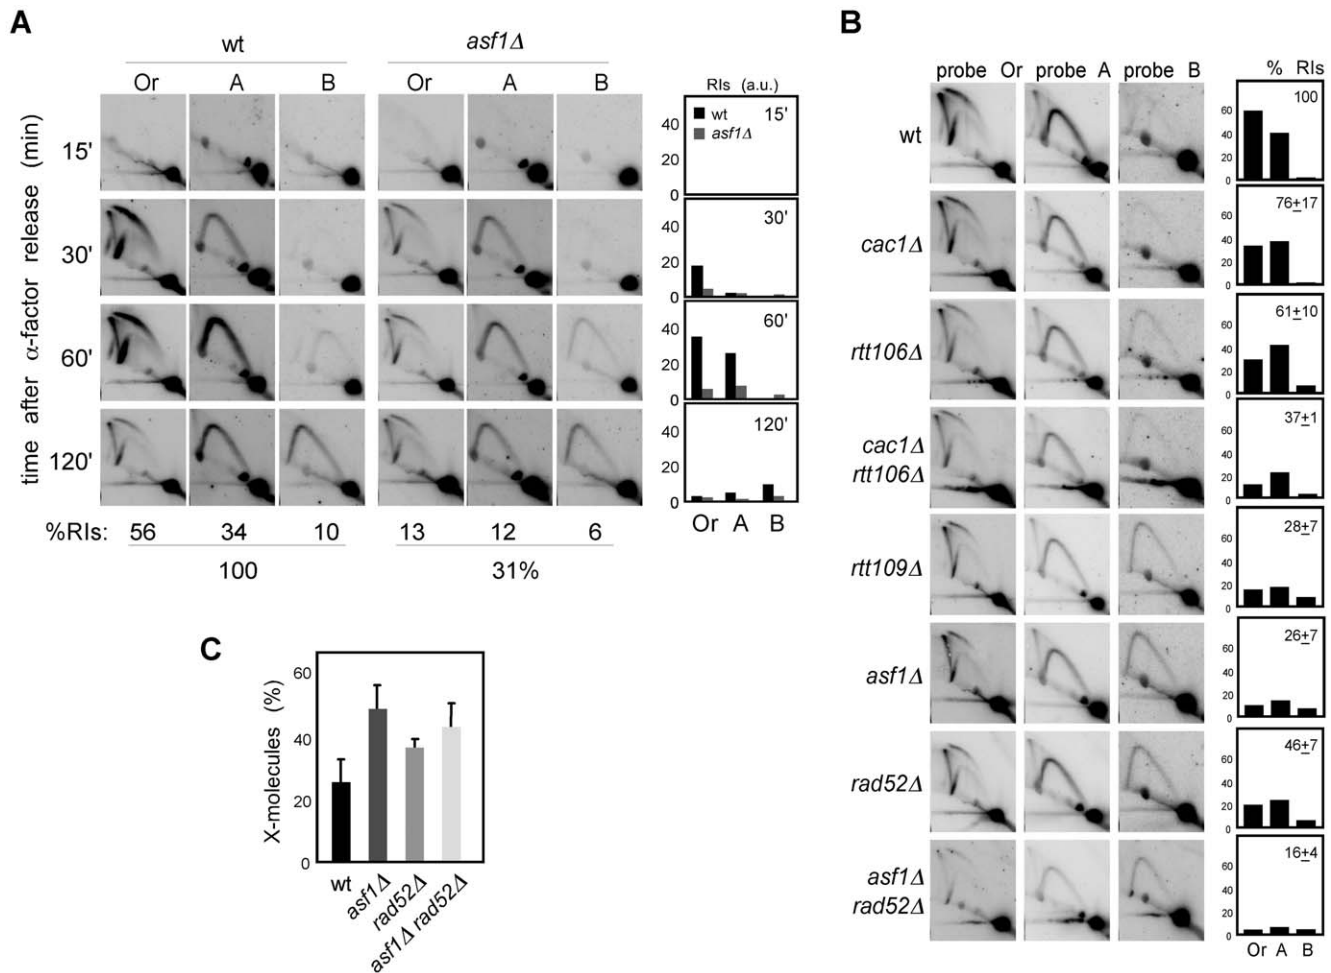 A
wt
asf1Δ
Or A B Or A B
time after α-factor release (min)
15'
30'
60'
120'
%RIs: 56 34 10 13 12 6
100 31%
RIs (a.u.)
wt
asf1Δ
15'
40
20
0
30'
40
20
0
60'
40
20
0
120'
40
20
0
Or A B
B
probe Or probe A probe B % RIs
wt
100
60
40
20
0
cac1Δ
76±17
60
40
20
0
rtt106Δ
61±10
60
40
20
0
cac1Δ
rtt106Δ
37±1
60
40
20
0
rtt109Δ
28±7
60
40
20
0
asf1Δ
26±7
60
40
20
0
rad52Δ
46±7
60
40
20
0
asf1Δ
rad52Δ
16±4
60
40
20
0
Or A B
C
X-molecules (%)
60
40
20
0
wt
asf1Δ
rad52Δ
asf1Δ rad52Δ